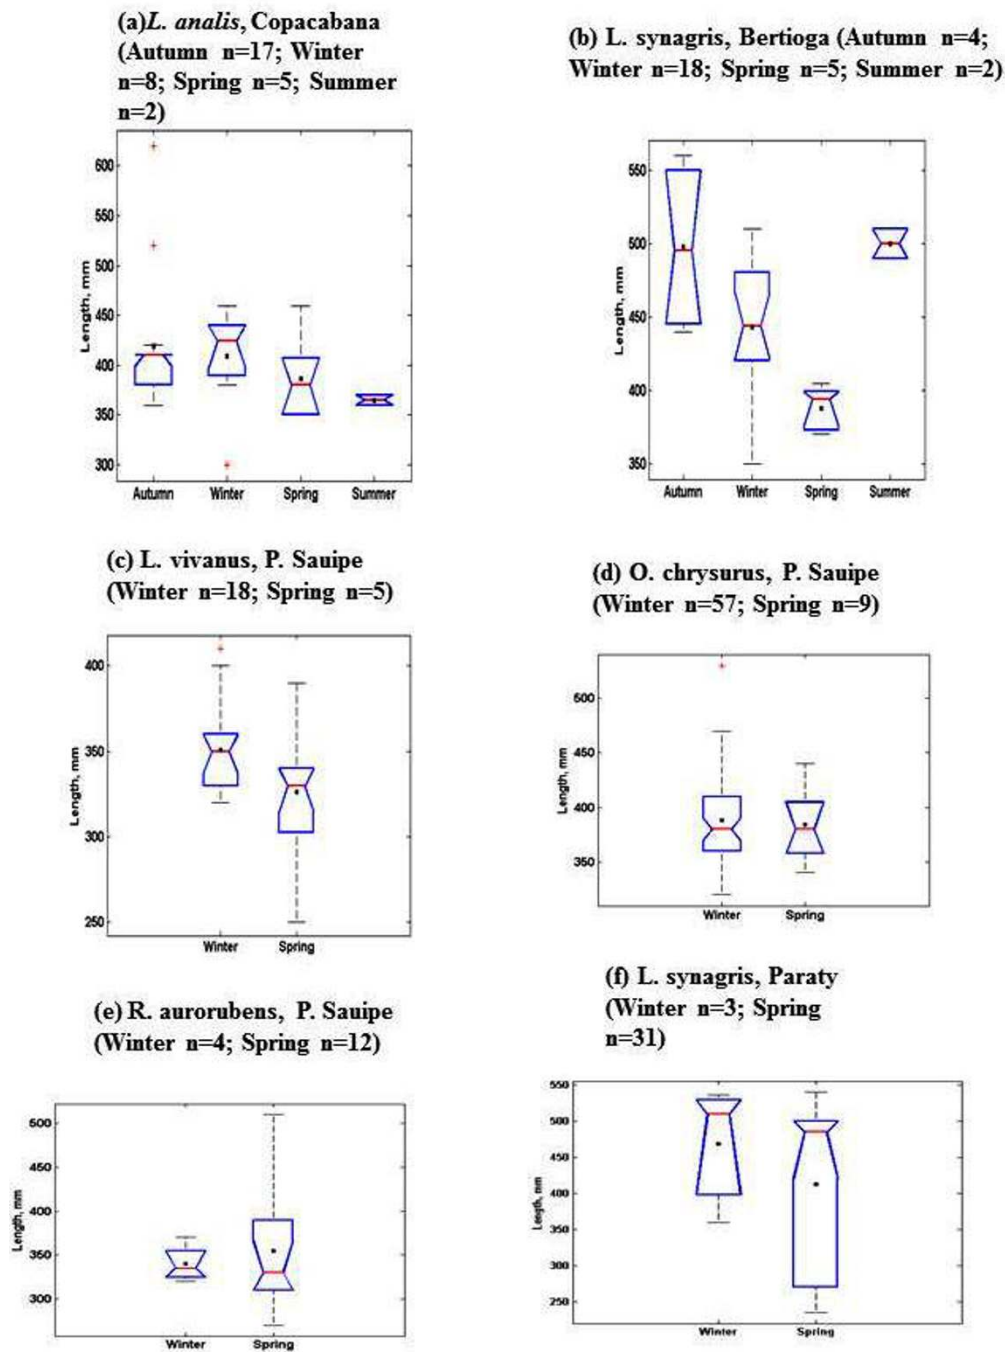 (a)L. analis, Copacabana
(Autumn n=17; Winter
n=8; Spring n=5; Summer
n=2)
600
550
500
450
400
350
300
Length, mm
Autumn Winter Spring Summer
(b) L. synagris, Bertioga (Autumn n=4;
Winter n=18; Spring n=5; Summer n=2)
550
500
450
400
350
Length, mm
Autumn Winter Spring Summer
(c) L. vivanus, P. Sauipe
(Winter n=18; Spring n=5)
400
350
300
250
Length, mm
Winter Spring
(d) O. chrysurus, P. Sauipe
(Winter n=57; Spring n=9)
500
450
400
350
Length, mm
Winter Spring
(e) R. aurorubens, P. Sauipe
(Winter n=4; Spring n=12)
500
450
400
350
300
Length, mm
Winter Spring
(f) L. synagris, Paraty
(Winter n=3; Spring
n=31)
550
500
450
400
350
300
250
Length, mm
Winter Spring